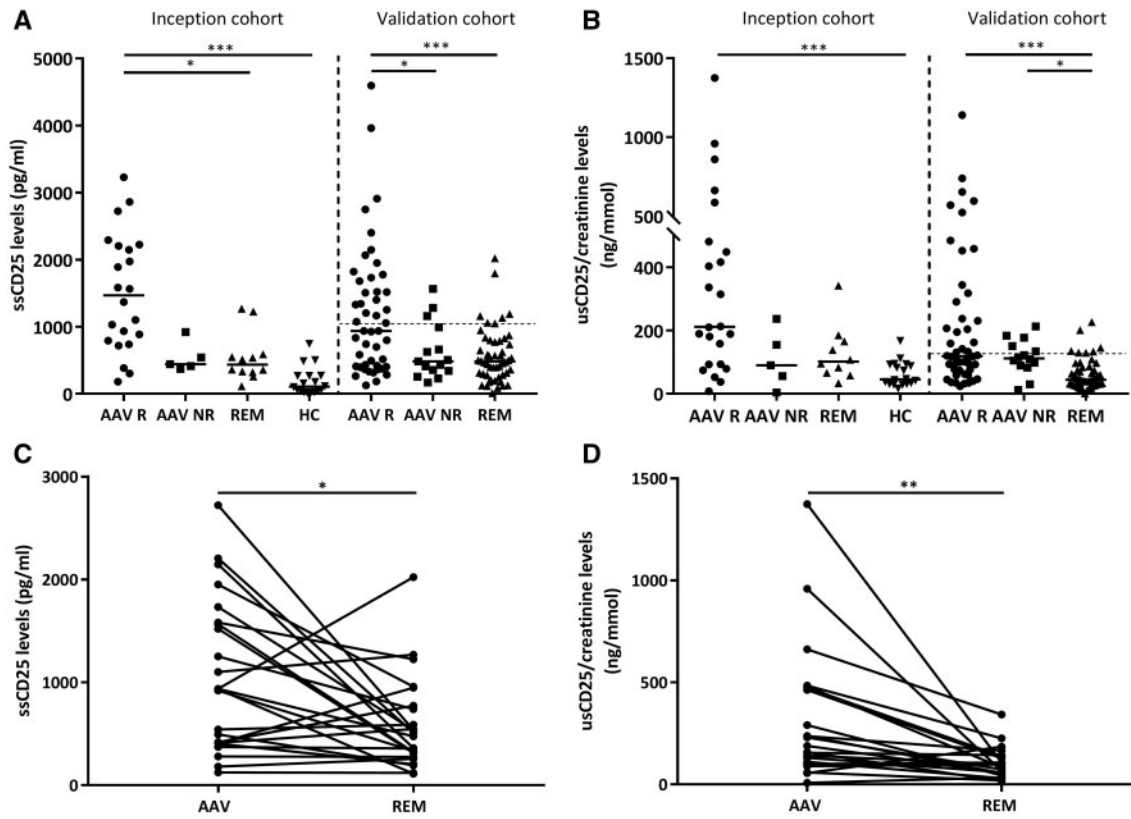 A
Inception cohort
Validation cohort
***
*
***
*
ssCD25 levels (pg/ml)
5000
4000
3000
2000
1000
0
AAV R AAV NR REM HC AAV R AAV NR REM
B
Inception cohort
Validation cohort
***
***
*
usCD25/creatinine levels
(ng/mmol)
1500
1000
500
400
200
0
AAV R AAV NR REM HC AAV R AAV NR REM
C
*
ssCD25 levels (pg/ml)
3000
2000
1000
0
AAV REM
D
**
usCD25/creatinine levels
(ng/mmol)
1500
1000
500
0
AAV REM